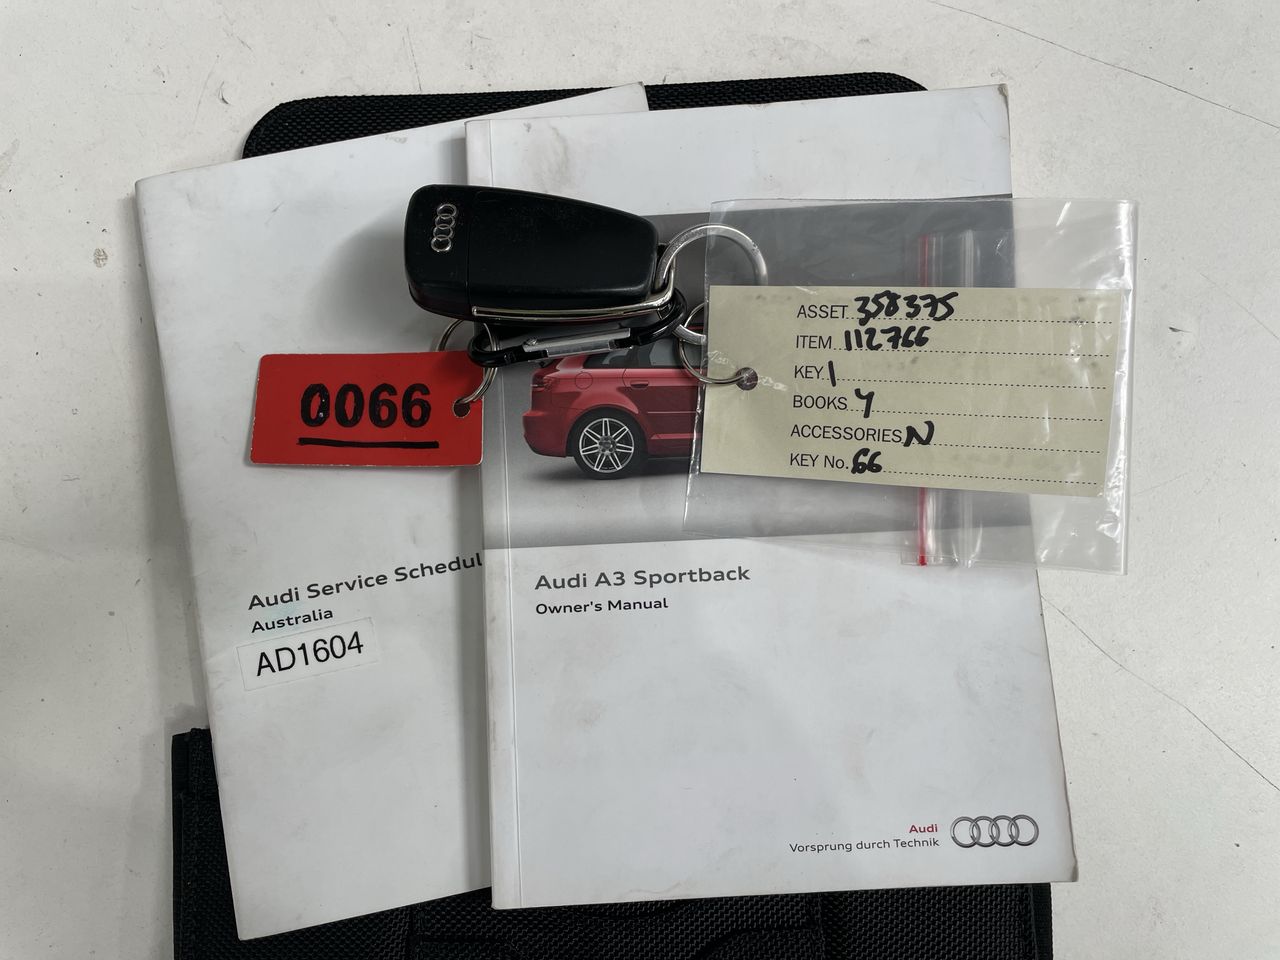 0066
ASSET 358375
ITEM 112766
KEY 1
BOOKS Y
ACCESSORIES N
KEY No. 66
Audi Service Schedul
Australia
AD1604
Audi A3 Sportback
Owner's Manual
Audi
Vorsprung durch Technik